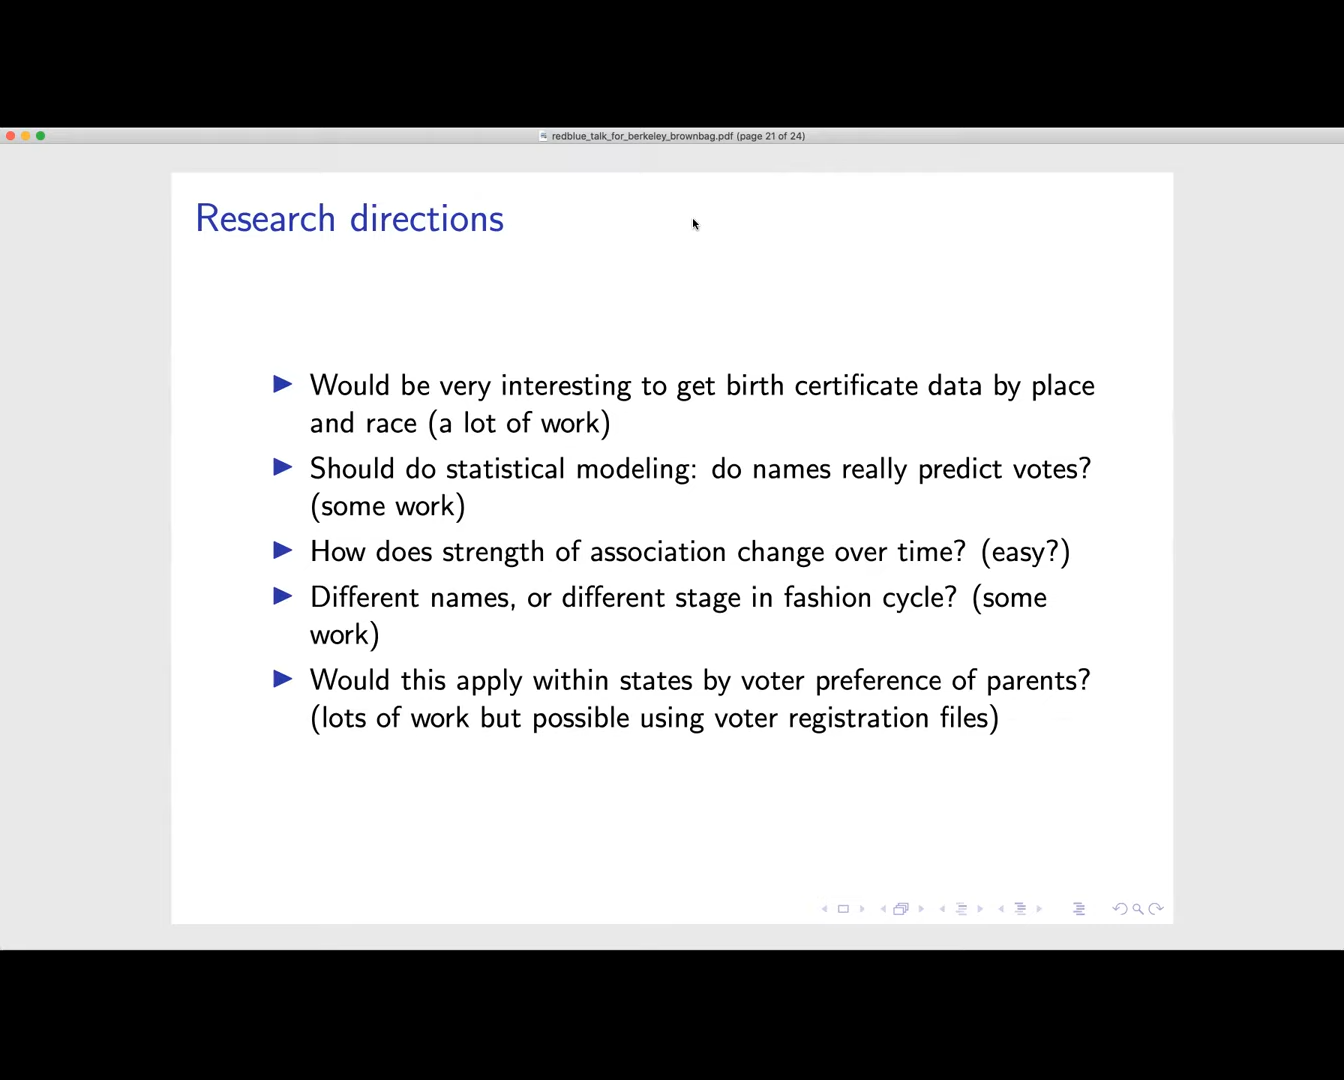 redblue_talk_for_berkeley_brownbag.pdf (page 21 of 24)
Research directions
Would be very interesting to get birth certificate data by place
and race (a lot of work)
Should do statistical modeling: do names really predict votes?
(some work)
How does strength of association change over time? (easy?)
Different names, or different stage in fashion cycle? (some
work)
Would this apply within states by voter preference of parents?
(lots of work but possible using voter registration files)